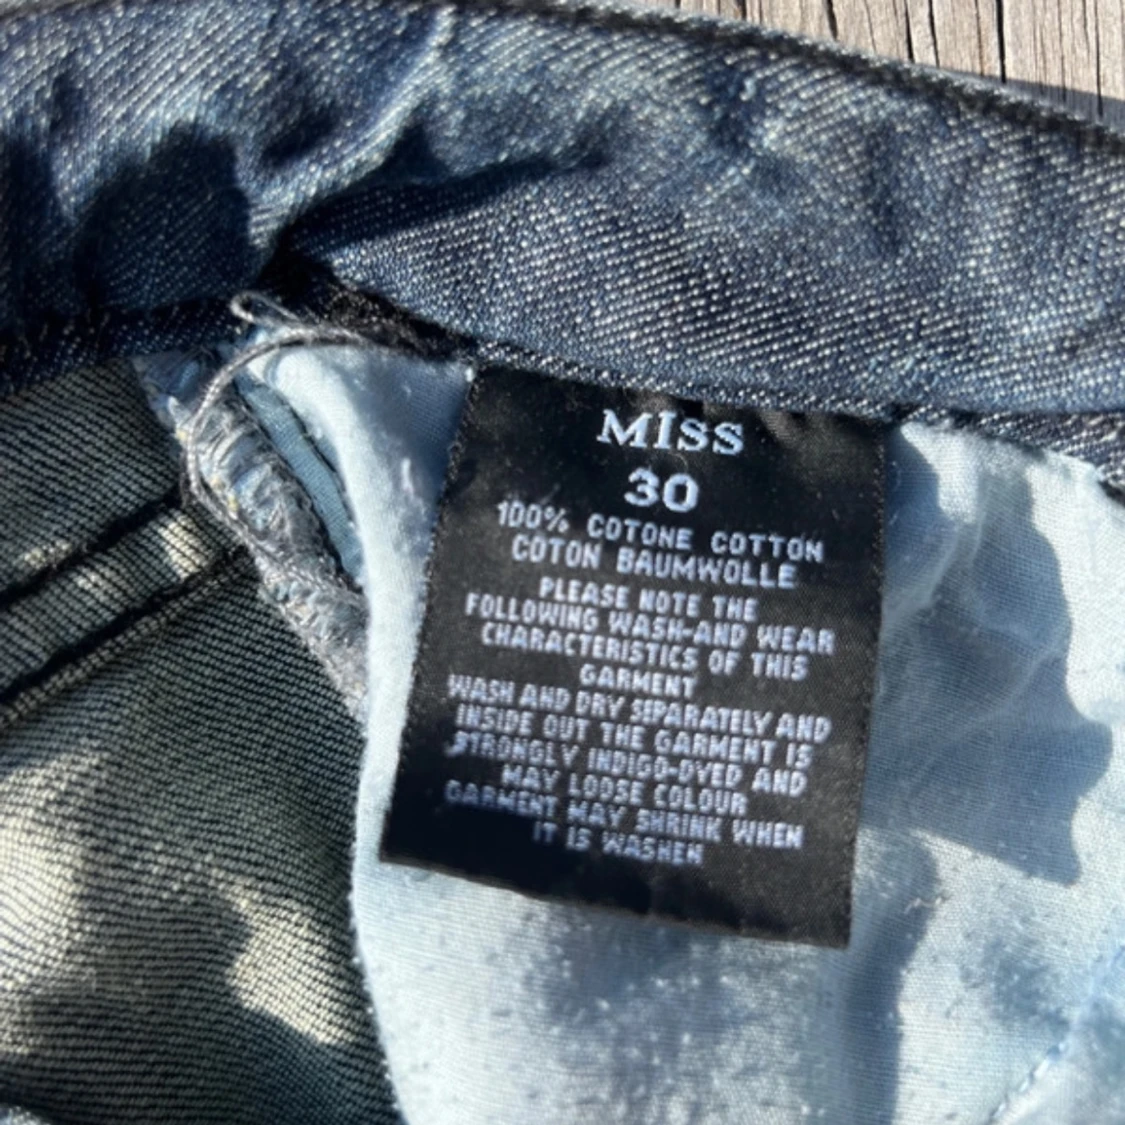 MISS
30
100% COTONE COTTON
COTON BAUMWOLLE
PLEASE NOTE THE
FOLLOWING WASH-AND WEAR
CHARACTERISTICS OF THIS
GARMENT
WASH AND DRY SEPARATELY AND
INSIDE OUT THE GARMENT IS
STRONGLY INDIGO-DYED AND
MAY LOOSE COLOUR
GARMENT MAY SHRINK WHEN
IT IS WASHEN